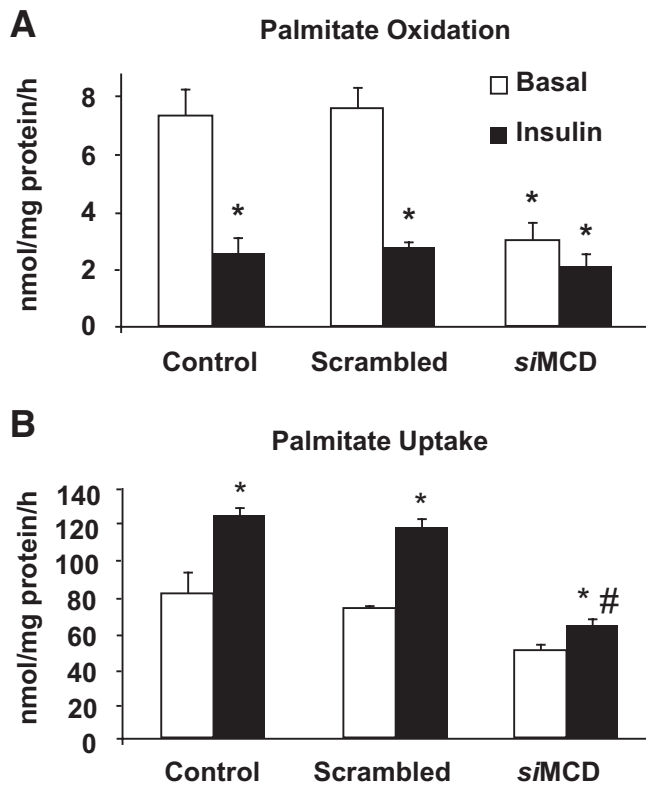 A
Palmitate Oxidation
nmol/mg protein/h
8
6
4
2
0
Basal
Insulin
*
*
*
*
Control Scrambled siMCD
B
Palmitate Uptake
nmol/mg protein/h
140
120
100
80
60
40
20
0
*
*
* #
Control Scrambled siMCD